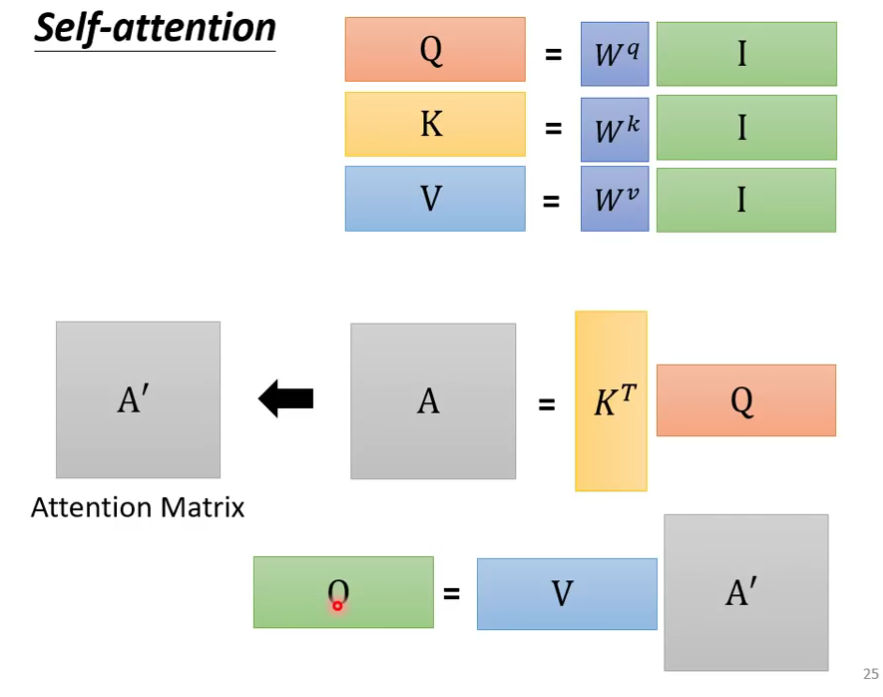 Self-attention
Q = W^q I
K = W^k I
V = W^v I
A′ A = K^T Q
Attention Matrix
O = V A′
25